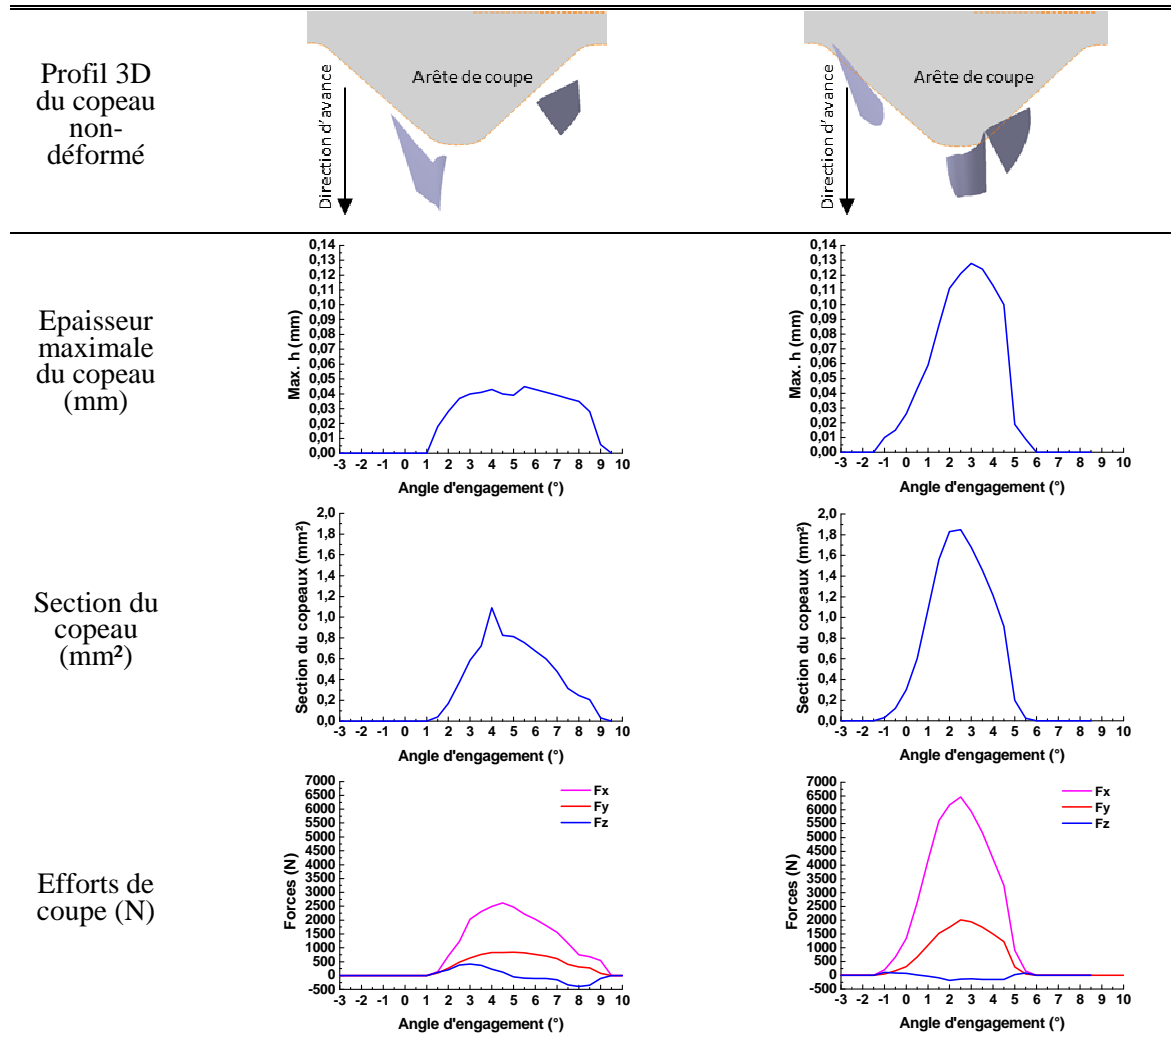 Profil 3D
du copeau
non-
déformé
Direction d'avance
Arête de coupe
Direction d'avance
Arête de coupe
Epaisseur
maximale
du copeau
(mm)
Max. h (mm)
0,14
0,13
0,12
0,11
0,10
0,09
0,08
0,07
0,06
0,05
0,04
0,03
0,02
0,01
0,00
-3 -2 -1 0 1 2 3 4 5 6 7 8 9 10
Angle d'engagement (°)
Max. h (mm)
0,14
0,13
0,12
0,11
0,10
0,09
0,08
0,07
0,06
0,05
0,04
0,03
0,02
0,01
0,00
-3 -2 -1 0 1 2 3 4 5 6 7 8 9 10
Angle d'engagement (°)
Section du
copeau
(mm²)
Section du copeaux (mm²)
2,0
1,8
1,6
1,4
1,2
1,0
0,8
0,6
0,4
0,2
0,0
-3 -2 -1 0 1 2 3 4 5 6 7 8 9 10
Angle d'engagement (°)
Section du copeaux (mm²)
2,0
1,8
1,6
1,4
1,2
1,0
0,8
0,6
0,4
0,2
0,0
-3 -2 -1 0 1 2 3 4 5 6 7 8 9 10
Angle d'engagement (°)
Efforts de
coupe (N)
Forces (N)
7000
6500
6000
5500
5000
4500
4000
3500
3000
2500
2000
1500
1000
500
0
-500
Fx
Fy
Fz
-3 -2 -1 0 1 2 3 4 5 6 7 8 9 10
Angle d'engagement (°)
Forces (N)
7000
6500
6000
5500
5000
4500
4000
3500
3000
2500
2000
1500
1000
500
0
-500
Fx
Fy
Fz
-3 -2 -1 0 1 2 3 4 5 6 7 8 9 10
Angle d'engagement (°)